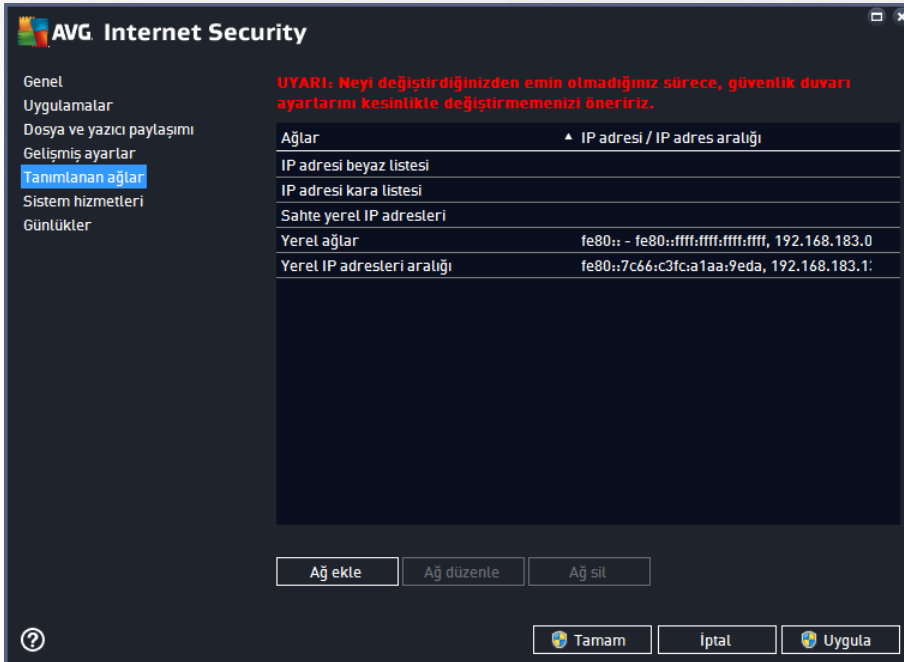 AVG Internet Security
Genel
Uygulamalar
Dosya ve yazıcı paylaşımı
Gelişmiş ayarlar
Tanımlanan ağlar
Sistem hizmetleri
Günlükler
UYARI: Neyi değiştirdiğinizden emin olmadığınız sürece, güvenlik duvarı
ayarlarını kesinlikle değiştirmemenizi öneririz.
Ağlar IP adresi / IP adres aralığı
IP adresi beyaz listesi
IP adresi kara listesi
Sahte yerel IP adresleri
Yerel ağlar fe80:: - fe80::ffff:ffff:ffff:ffff, 192.168.183.0
Yerel IP adresleri aralığı fe80::7c66:c3fc:a1aa:9eda, 192.168.183.1
Ağ ekle Ağ düzenle Ağ sil
Tamam İptal Uygula